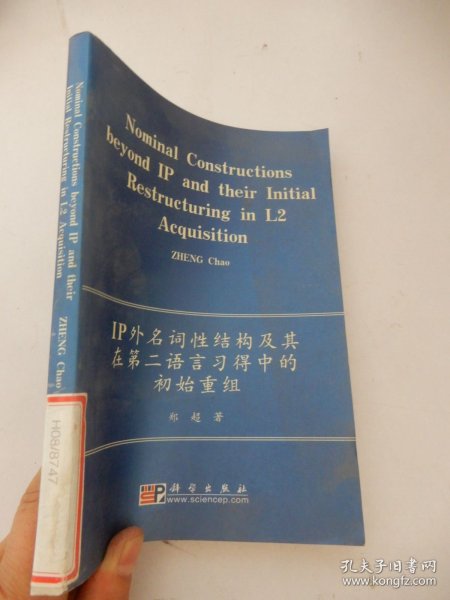 Nominal Constructions beyond IP and their
Initial Restructuring in L2 Acquisition
ZHENG Chao
H08/8747
Nominal Constructions
beyond IP and their Initial
Restructuring in L2
Acquisition
ZHENG Chao
IP外名词性结构及其
在第二语言习得中的
初始重组
郑 超 著
科学出版社
www.sciencep.com
孔夫子旧书网
www.kongfz.com